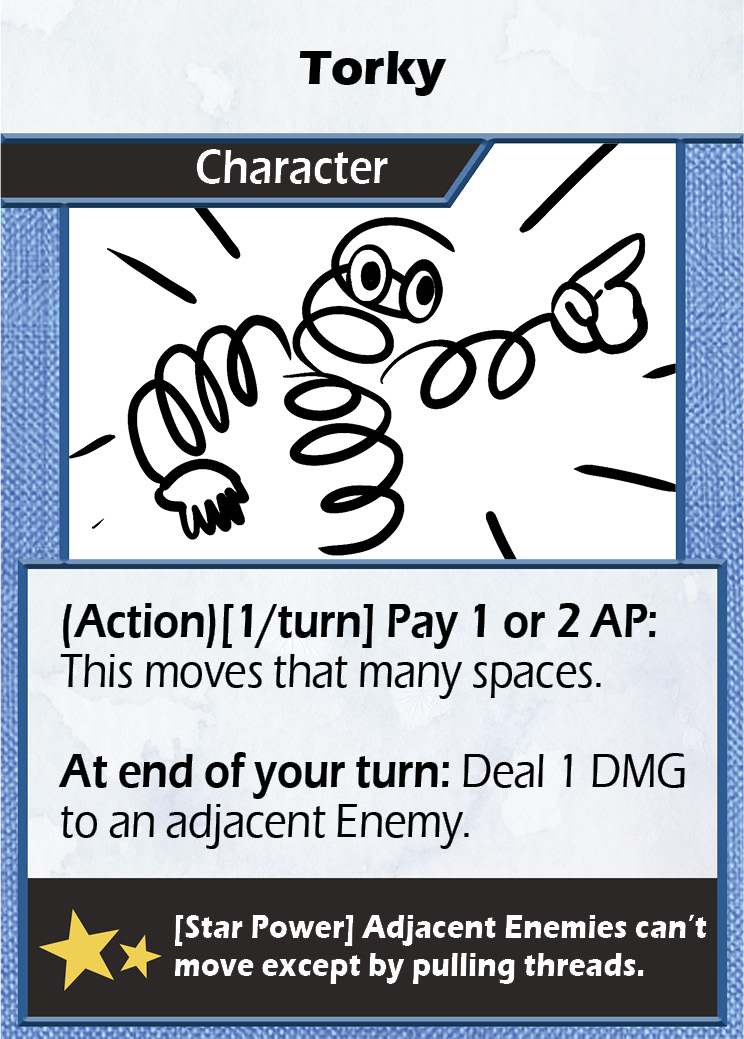 Torky
Character
(Action)[1/turn] Pay 1 or 2 AP:
This moves that many spaces.
At end of your turn: Deal 1 DMG
to an adjacent Enemy.
[Star Power] Adjacent Enemies can't
move except by pulling threads.